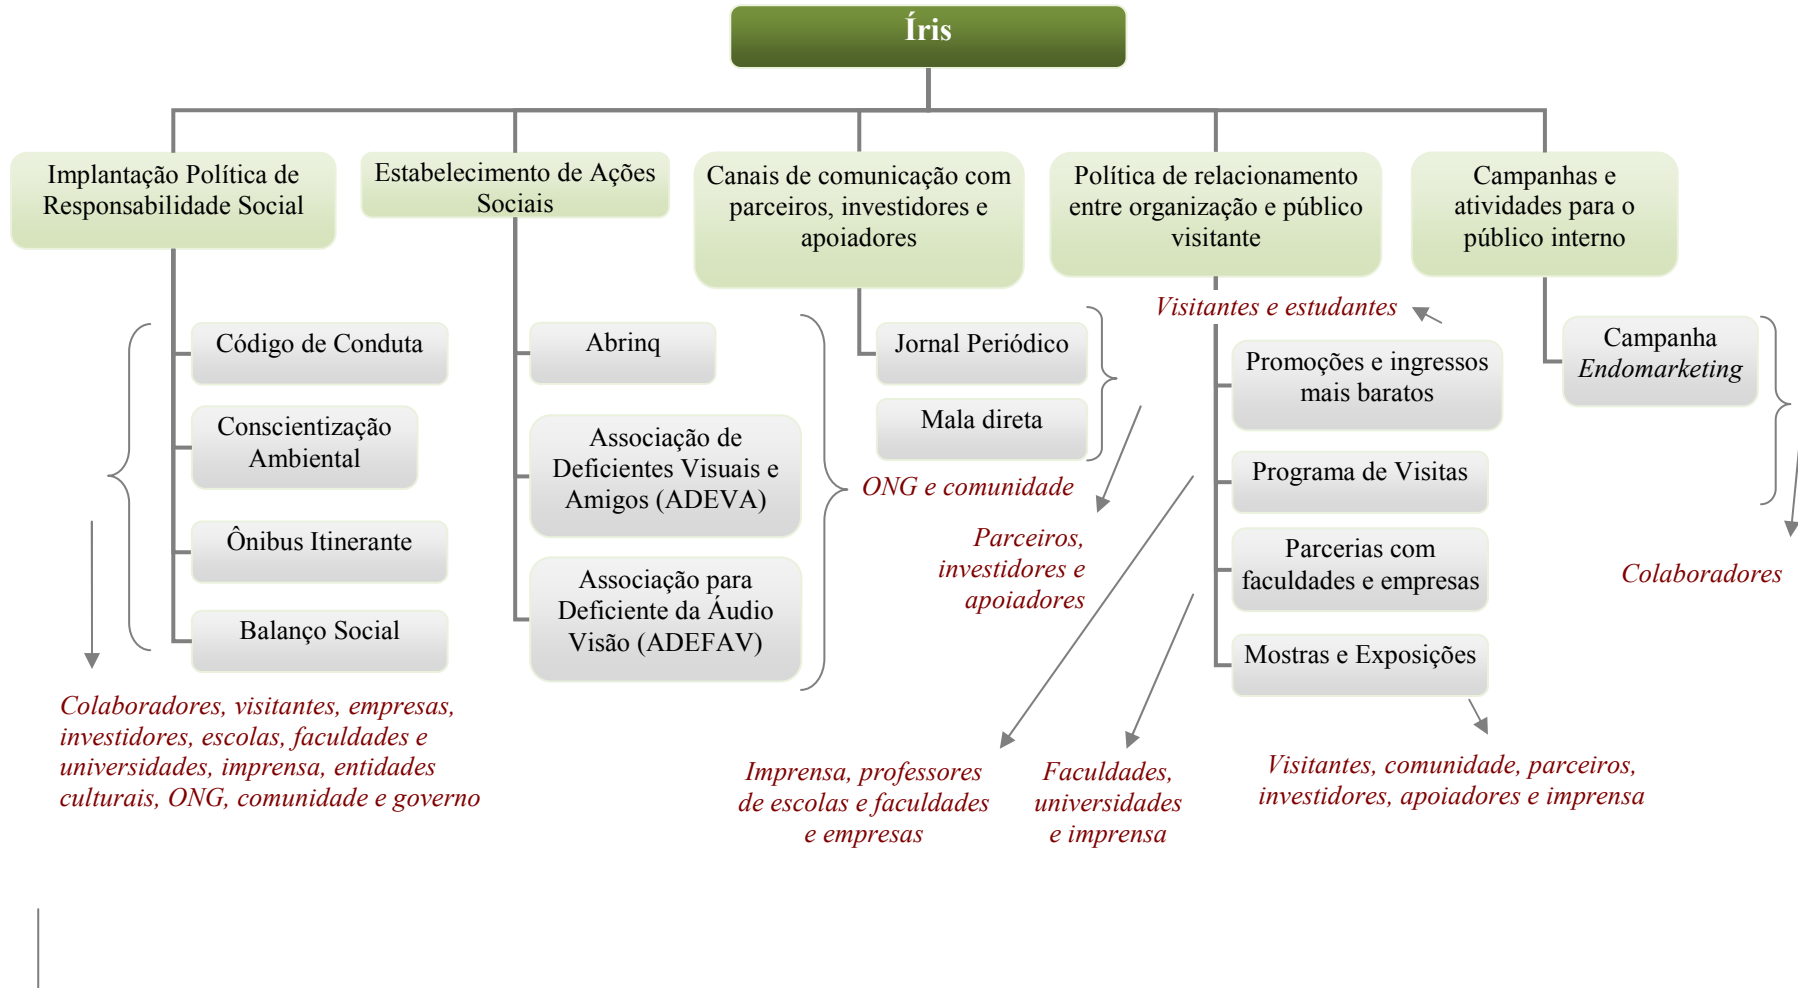 Íris
Implantação Política de
Responsabilidade Social
Código de Conduta
Conscientização
Ambiental
Ônibus Itinerante
Balanço Social
Colaboradores, visitantes, empresas,
investidores, escolas, faculdades e
universidades, imprensa, entidades
culturais, ONG, comunidade e governo
Estabelecimento de Ações
Sociais
Abrinq
Associação de
Deficientes Visuais e
Amigos (ADEVA)
Associação para
Deficiente da Áudio
Visão (ADEFAV)
ONG e comunidade
Canais de comunicação com
parceiros, investidores e
apoiadores
Jornal Periódico
Mala direta
Parceiros,
investidores e
apoiadores
Política de relacionamento
entre organização e público
visitante
Visitantes e estudantes
Promoções e ingressos
mais baratos
Programa de Visitas
Parcerias com
faculdades e empresas
Mostras e Exposições
Imprensa, professores
de escolas e faculdades
e empresas
Faculdades,
universidades
e imprensa
Visitantes, comunidade, parceiros,
investidores, apoiadores e imprensa
Campanhas e
atividades para o
público interno
Campanha
Endomarketing
Colaboradores